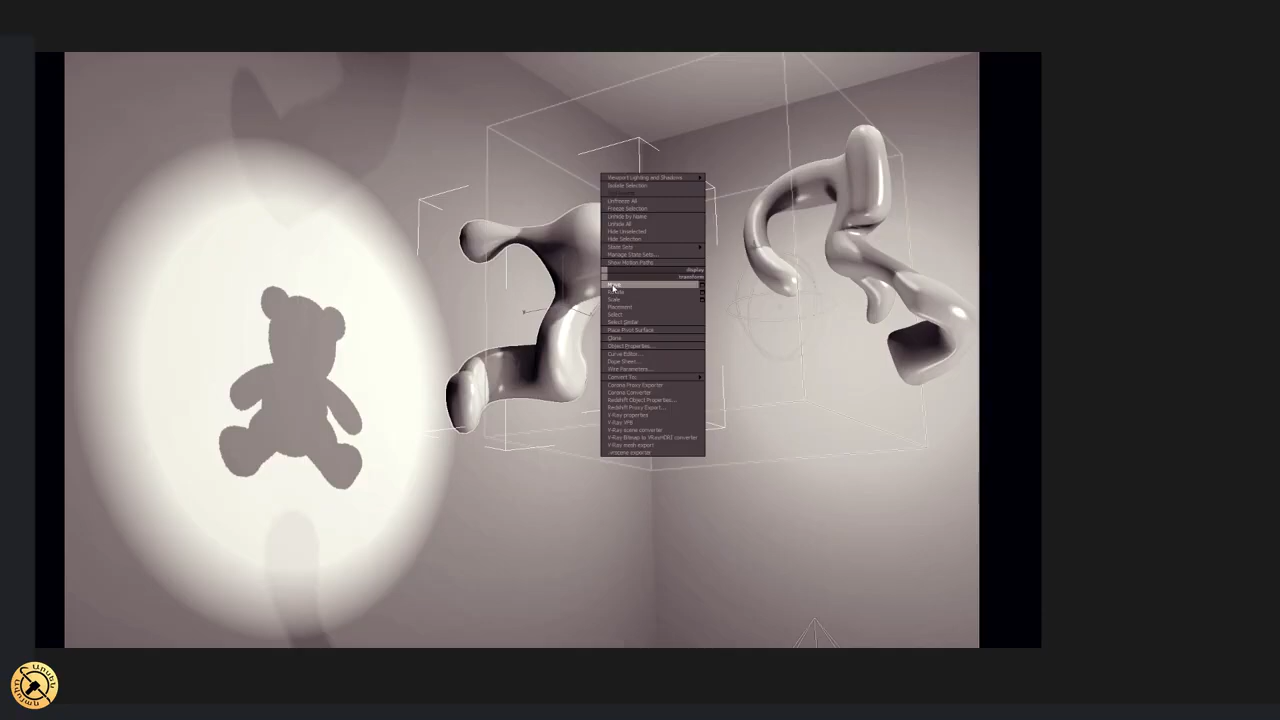 Viewport Lighting and Shadows
Isolate Selection
Unfreeze All
Freeze Selection
Unhide by Name
Unhide All
Hide Unselected
Hide Selection
State Sets
Manage State Sets...
Show Motion Paths
display
transform
Move
Rotate
Scale
Placement
Select
Select Similar
Place Pivot Surface
Clone
Object Properties...
Curve Editor...
Dope Sheet...
Wire Parameters...
Convert To:
Corona Proxy Exporter
Corona Converter
Redshift Object Properties...
Redshift Proxy Export...
V-Ray properties
V-Ray VFB
V-Ray scene converter
V-Ray Bitmap to VRayHDRI converter
V-Ray mesh export
.vrscene exporter